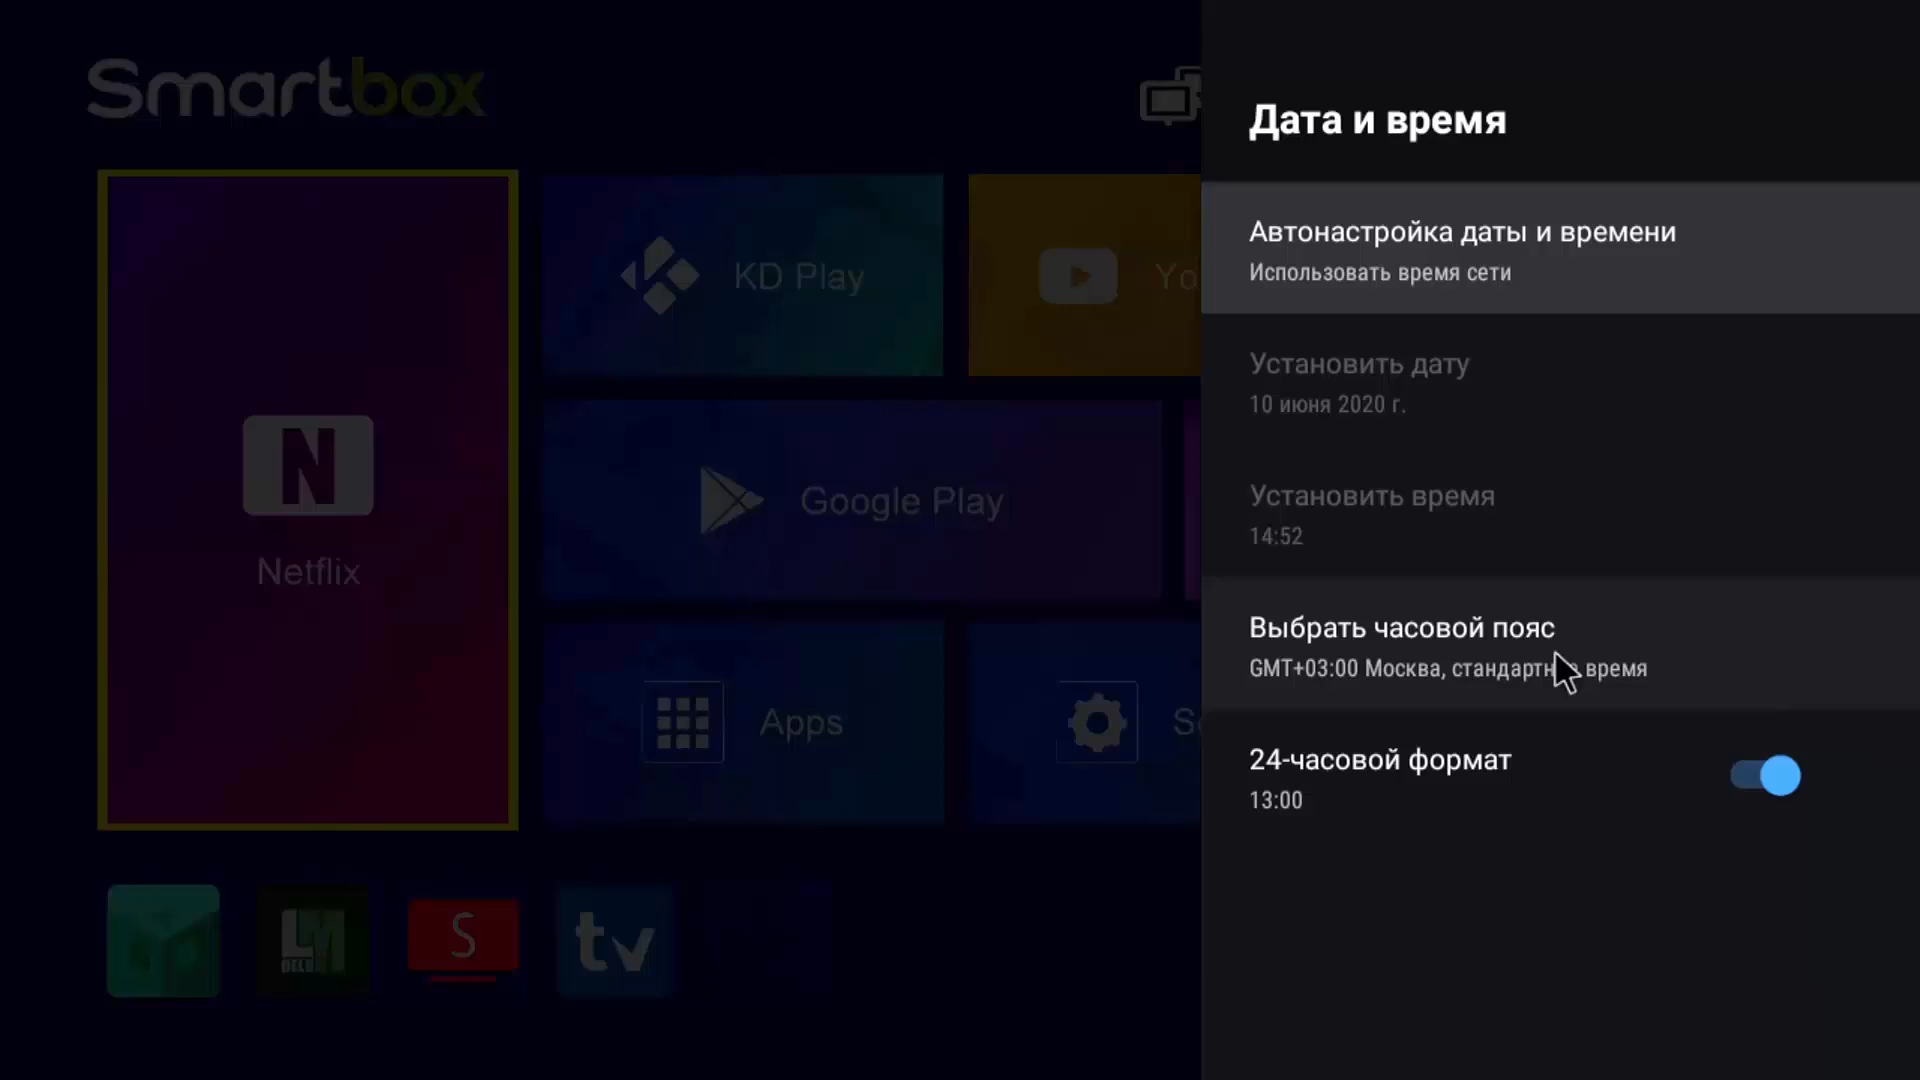 Smartbox
Дата и время
Автонастройка даты и времени
Использовать время сети
KD Play
Yo
Установить дату
10 июня 2020 г.
Установить время
14:52
N
Google Play
Netflix
Выбрать часовой пояс
GMT+03:00 Москва, время
Apps
24-часовой формат
13:00
LM
S
tv